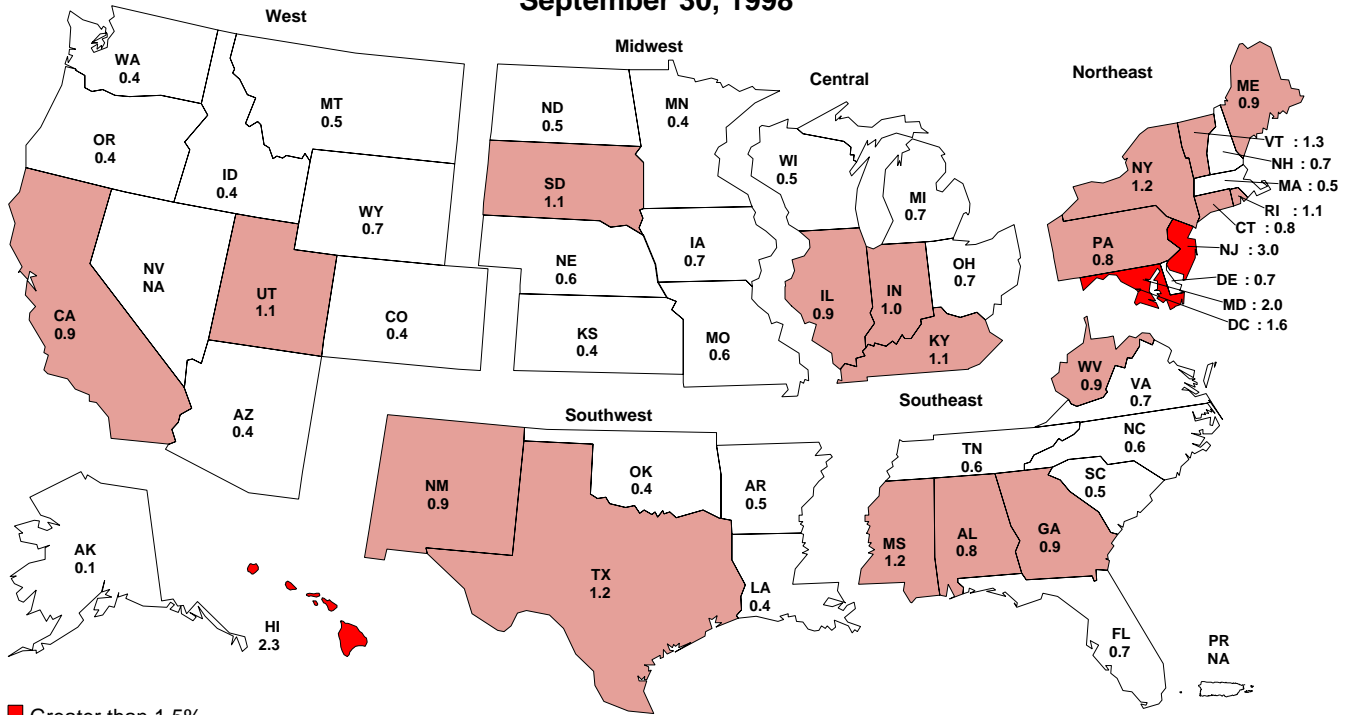 September 30, 1998
West
Midwest
Central
Northeast
WA
0.4
MT
0.5
ND
0.5
MN
0.4
ME
0.9
OR
0.4
ID
0.4
WI
0.5
MI
0.7
NY
1.2
VT : 1.3
NH : 0.7
MA : 0.5
RI : 1.1
CT : 0.8
NJ : 3.0
DE : 0.7
MD : 2.0
DC : 1.6
SD
1.1
WY
0.7
IA
0.7
PA
0.8
NV
NA
NE
0.6
OH
0.7
UT
1.1
IL
0.9
IN
1.0
CA
0.9
CO
0.4
KS
0.4
MO
0.6
KY
1.1
WV
0.9
VA
0.7
AZ
0.4
Southwest
Southeast
NC
0.6
TN
0.6
OK
0.4
AR
0.5
SC
0.5
NM
0.9
AK
0.1
MS
1.2
AL
0.8
GA
0.9
TX
1.2
LA
0.4
HI
2.3
FL
0.7
PR
NA
Greater than 1.5%